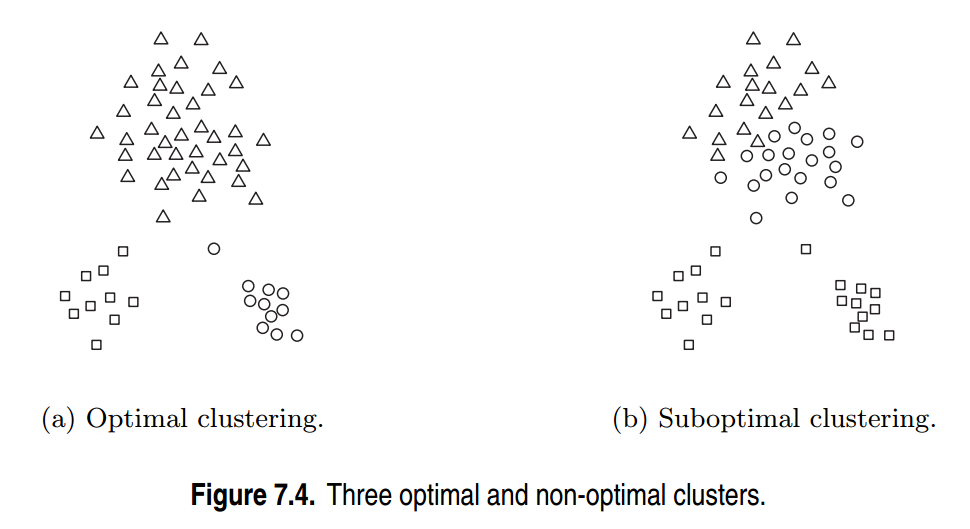 (a) Optimal clustering.
(b) Suboptimal clustering.
Figure 7.4. Three optimal and non-optimal clusters.